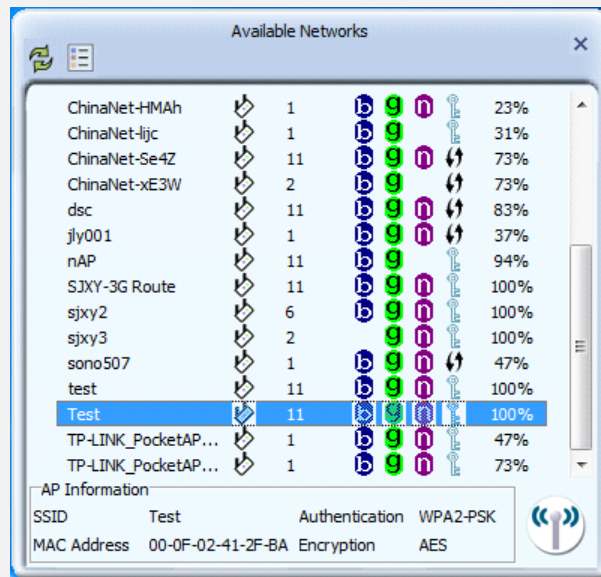 Available Networks
ChinaNet-HMAh 1 b g n 23%
ChinaNet-lijc 1 b g 31%
ChinaNet-Se4Z 11 b g n 73%
ChinaNet-xE3W 2 b g 73%
dsc 11 b g n 83%
jly001 1 b g n 37%
nAP 11 b g 94%
SJXY-3G Route 11 b g n 100%
sjxy2 6 b g n 100%
sjxy3 2 g n 100%
sono507 1 b g n 47%
test 11 b g n 100%
Test 11 b g n 100%
TP-LINK_PocketAP... 1 b g n 47%
TP-LINK_PocketAP... 1 b g n 73%
AP Information
SSID Test Authentication WPA2-PSK
MAC Address 00-0F-02-41-2F-BA Encryption AES